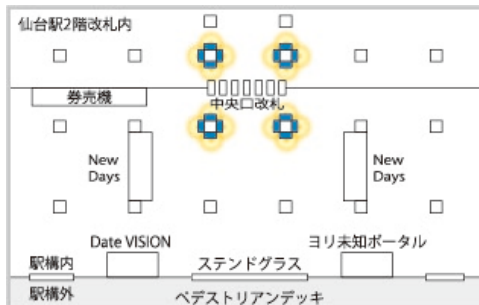 仙台駅2階改札内
券売機
中央口改札
New
Days
New
Days
Date VISION
ヨリ未知ポータル
駅構内
ステンドグラス
駅構外
ペデストリアンデッキ